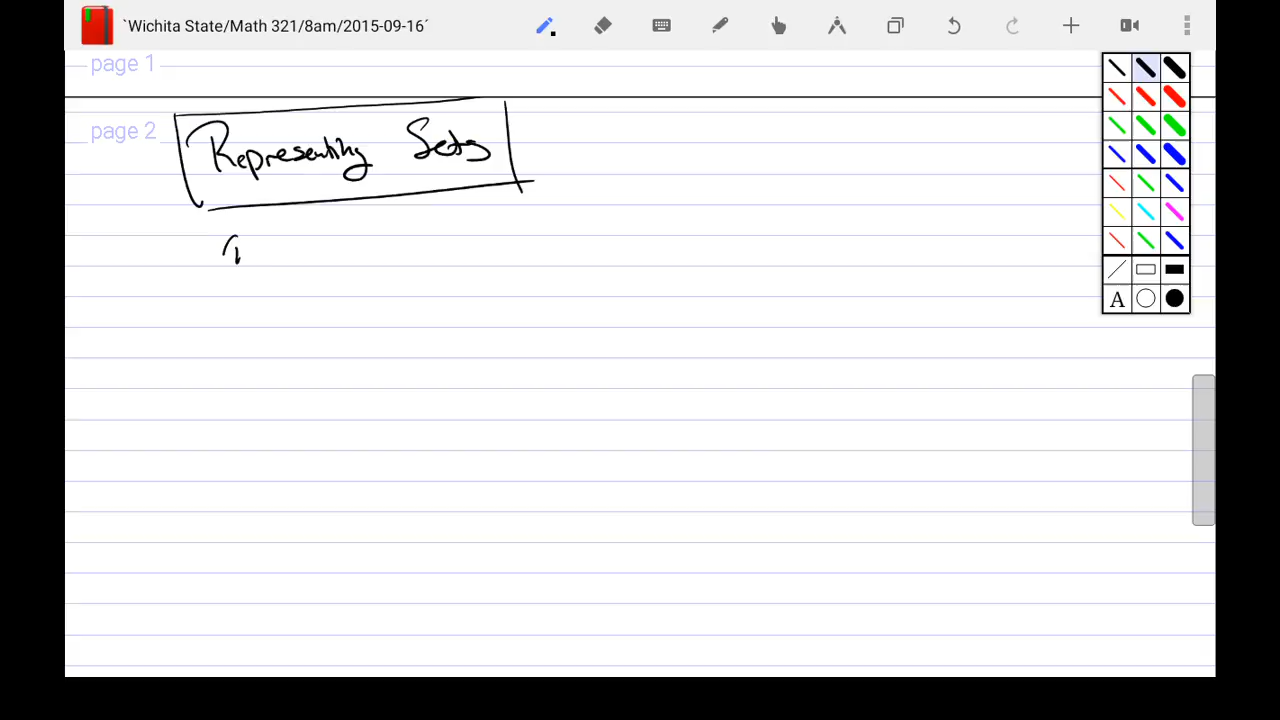 `Wichita State/Math 321/8am/2015-09-16´
page 1
page 2
Representing Sets
A